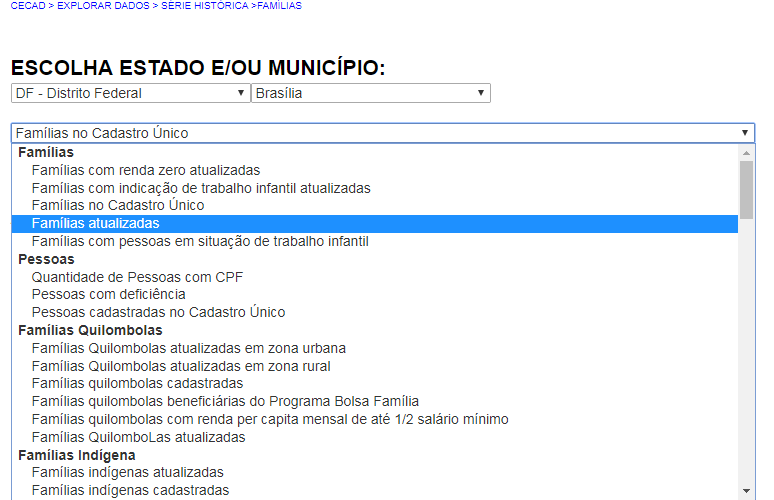 CECAD > EXPLORAR DADOS > SÉRIE HISTÓRICA >FAMÍLIAS
ESCOLHA ESTADO E/OU MUNICÍPIO:
DF - Distrito Federal Brasília
Famílias no Cadastro Único
Famílias
Famílias com renda zero atualizadas
Famílias com indicação de trabalho infantil atualizadas
Famílias no Cadastro Único
Famílias atualizadas
Famílias com pessoas em situação de trabalho infantil
Pessoas
Quantidade de Pessoas com CPF
Pessoas com deficiência
Pessoas cadastradas no Cadastro Único
Famílias Quilombolas
Famílias Quilombolas atualizadas em zona urbana
Famílias Quilombolas atualizadas em zona rural
Famílias quilombolas cadastradas
Famílias quilombolas beneficiárias do Programa Bolsa Família
Famílias quilombolas com renda per capita mensal de até 1/2 salário mínimo
Famílias QuilomboLas atualizadas
Famílias Indígena
Famílias indígenas atualizadas
Famílias indígenas cadastradas